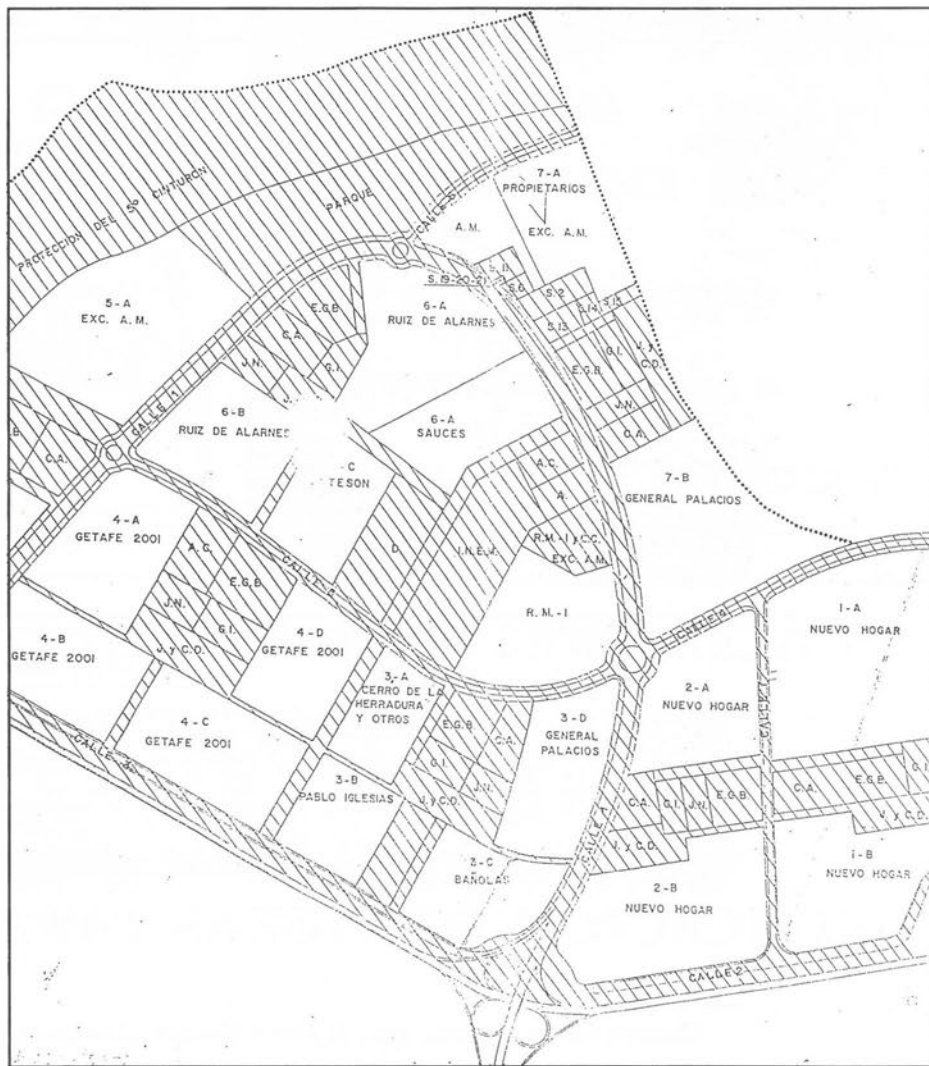 PROTECCION DEL 5º CINTURON
PARQUE
CALLE
7-A
PROPIETARIOS
EXC. A.M.
A.M.
S.11
S.19-20-21
S.6
S.2
S.14
S.15
S.13
5-A
EXC. A.M.
6-A
RUIZ DE ALARNES
E.G.B.
C.A.
J.N.
G.I.
J.
G.I.
J. y
C.D.
E.G.B.
J.N.
C.A.
CALLE 1
6-B
RUIZ DE ALARNES
6-A
SAUCES
B.
C.A.
C
TESON
A.C.
A.
7-B
GENERAL PALACIOS
4-A
GETAFE 2001
A.C.
E.G.B.
D.
I.N.E.J.
R.M.-I y C.C.
EXC. A.M.
CALLE
J.N.
G.I.
J. y C.D.
4-D
GETAFE 2001
R.M.-I
CALLE
1-A
NUEVO HOGAR
4-B
GETAFE 2001
3-A
CERRO DE LA
HERRADURA
Y OTROS
2-A
NUEVO HOGAR
CALLE
4-C
GETAFE 2001
E.G.B.
C.A.
3-D
GENERAL
PALACIOS
CALLE
G.I.
J.N.
J. y C.D.
3-B
PABLO IGLESIAS
C.A.
G.I.
J.N.
E.G.B.
C.A.
E.G.B.
G.I.
J. y C.D.
J. y C.D.
CALLE 1
3-C
BAÑOLAS
2-B
NUEVO HOGAR
1-B
NUEVO HOGAR
CALLE 2